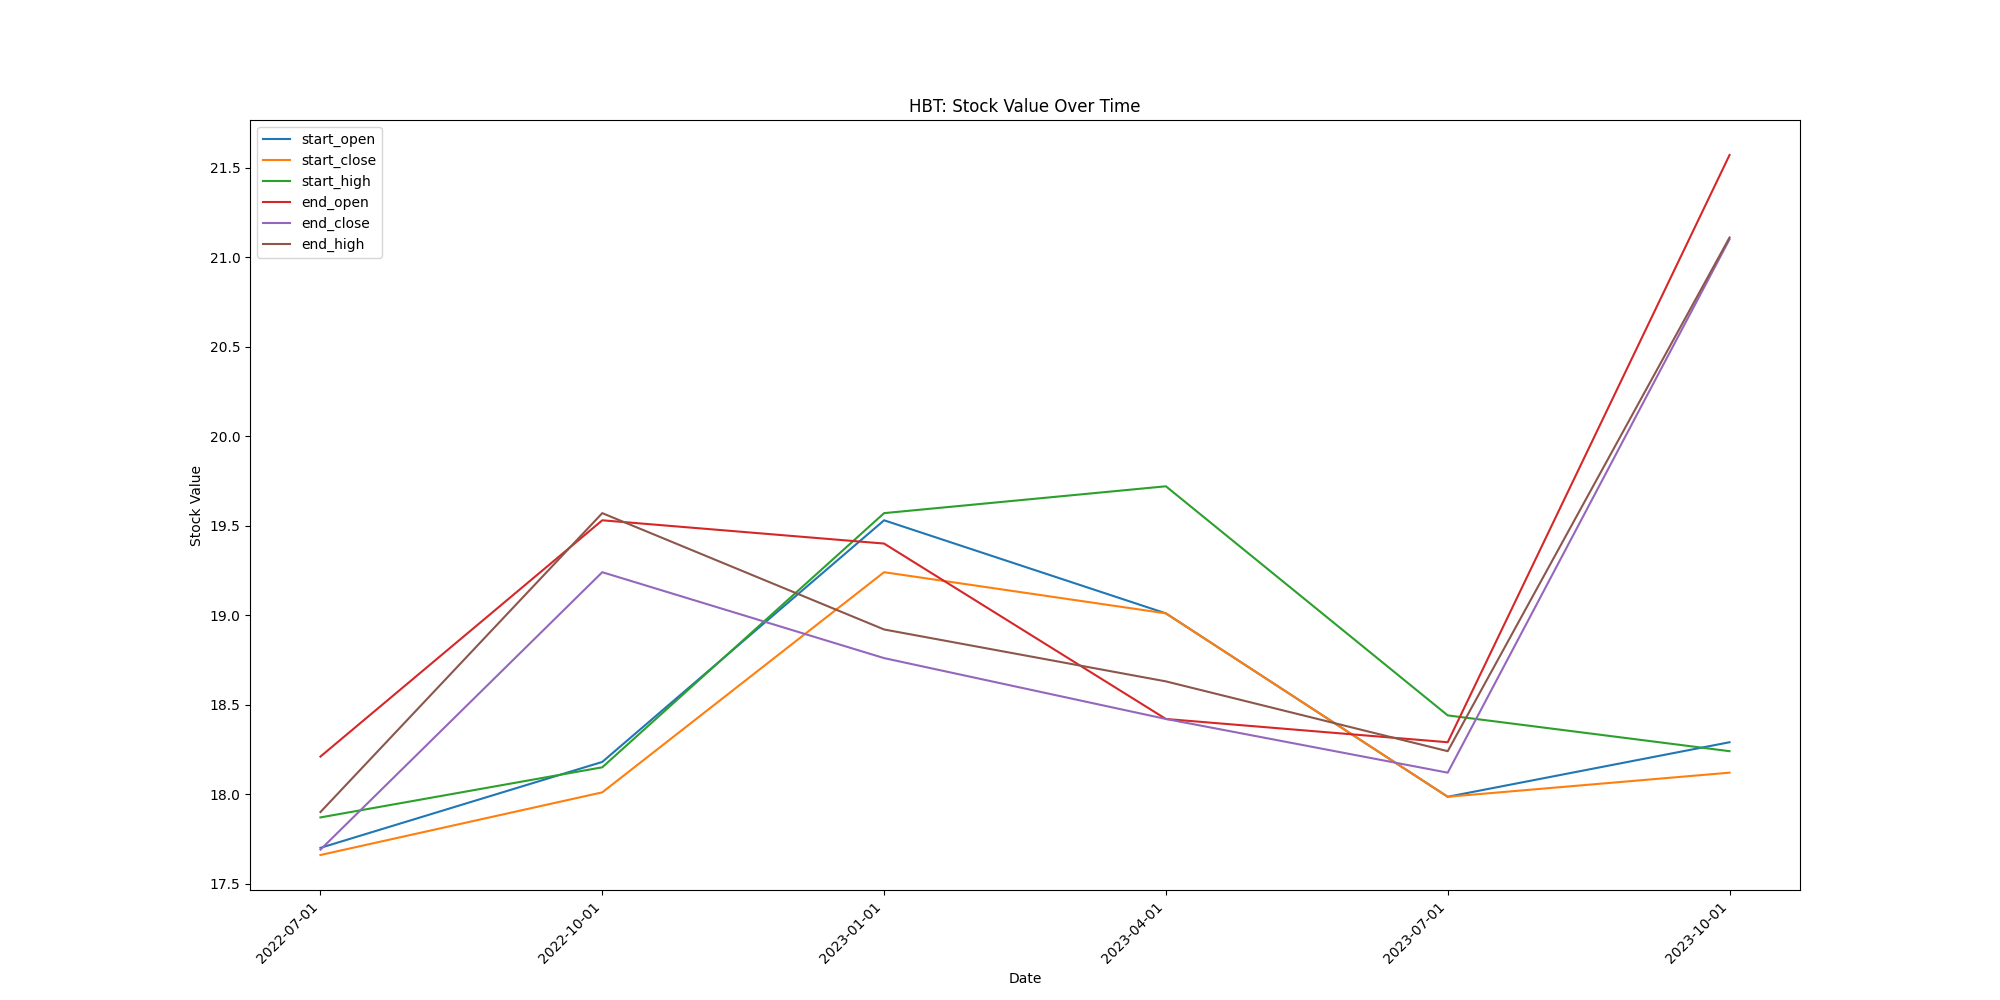 HBT: Stock Value Over Time
start_open
start_close
start_high
end_open
end_close
end_high
21.5
21.0
20.5
20.0
19.5
19.0
18.5
18.0
17.5
Stock Value
2022-07-01
2022-10-01
2023-01-01
2023-04-01
2023-07-01
2023-10-01
Date